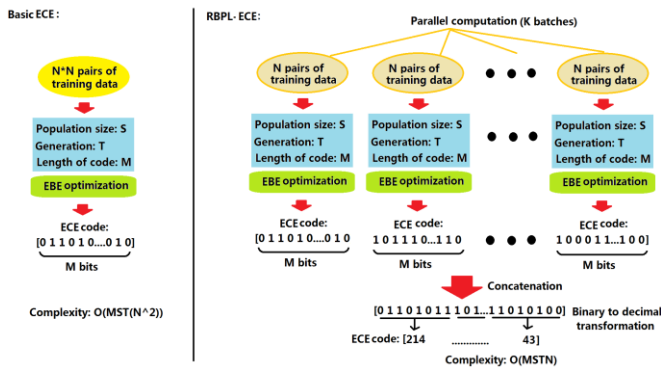 Basic ECE:
N*N pairs of
training data
Population size: S
Generation: T
Length of code: M
EBE optimization
ECE code:
[0 1 1 0 1 0....0 1 0]
M bits
Complexity: O(MST(N^2))
RBPL-ECE:
Parallel computation (K batches)
N pairs of
training data
N pairs of
training data
N pairs of
training data
Population size: S
Generation: T
Length of code: M
Population size: S
Generation: T
Length of code: M
Population size: S
Generation: T
Length of code: M
EBE optimization
EBE optimization
EBE optimization
ECE code:
[0 1 1 0 1 0....0 1 0
M bits
ECE code:
1 0 1 1 1 0...1 1 0
M bits
ECE code:
1 0 0 0 1 1...1 0 0]
M bits
Concatenation
[0 1 1 0 1 0 1 1 1 0 1...1 1 0 1 0 1 0 0]
Binary to decimal
transformation
ECE code: [214 ............. 43]
Complexity: O(MSTN)